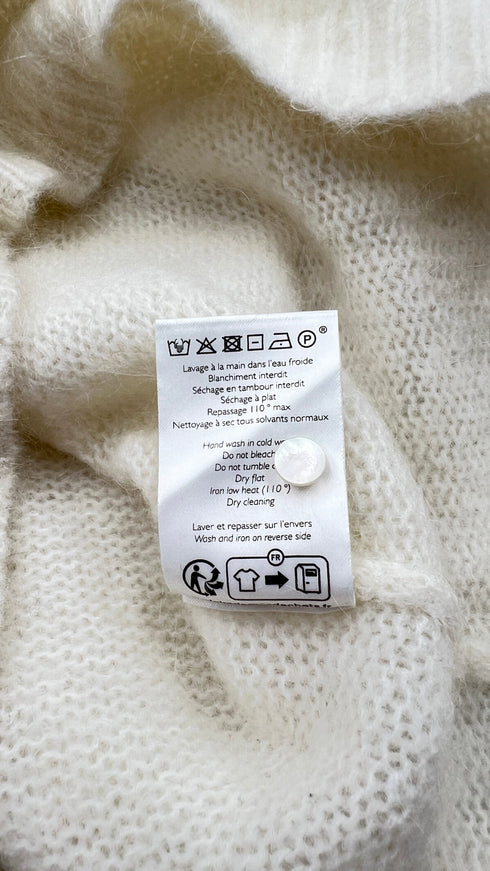 P ®
Lavage à la main dans l'eau froide
Blanchiment interdit
Séchage en tambour interdit
Séchage à plat
Repassage 110 ° max
Nettoyage à sec tous solvants normaux
Hand wash in cold
Do not bleach
Do not tumble
Dry flat
Iron low heat (110 °)
Dry cleaning
Laver et repasser sur l'envers
Wash and iron on reverse side
FR